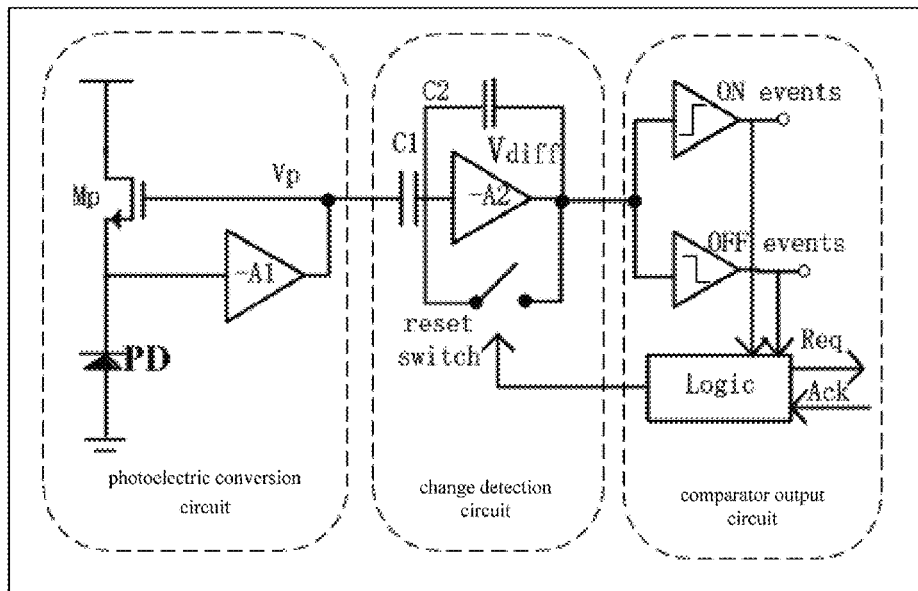 Mp
Vp
-A1
PD
photoelectric conversion
circuit
C2
C1
Vdiff
-A2
reset
switch
change detection
circuit
ON events
OFF events
Logic
Req
Ack
comparator output
circuit